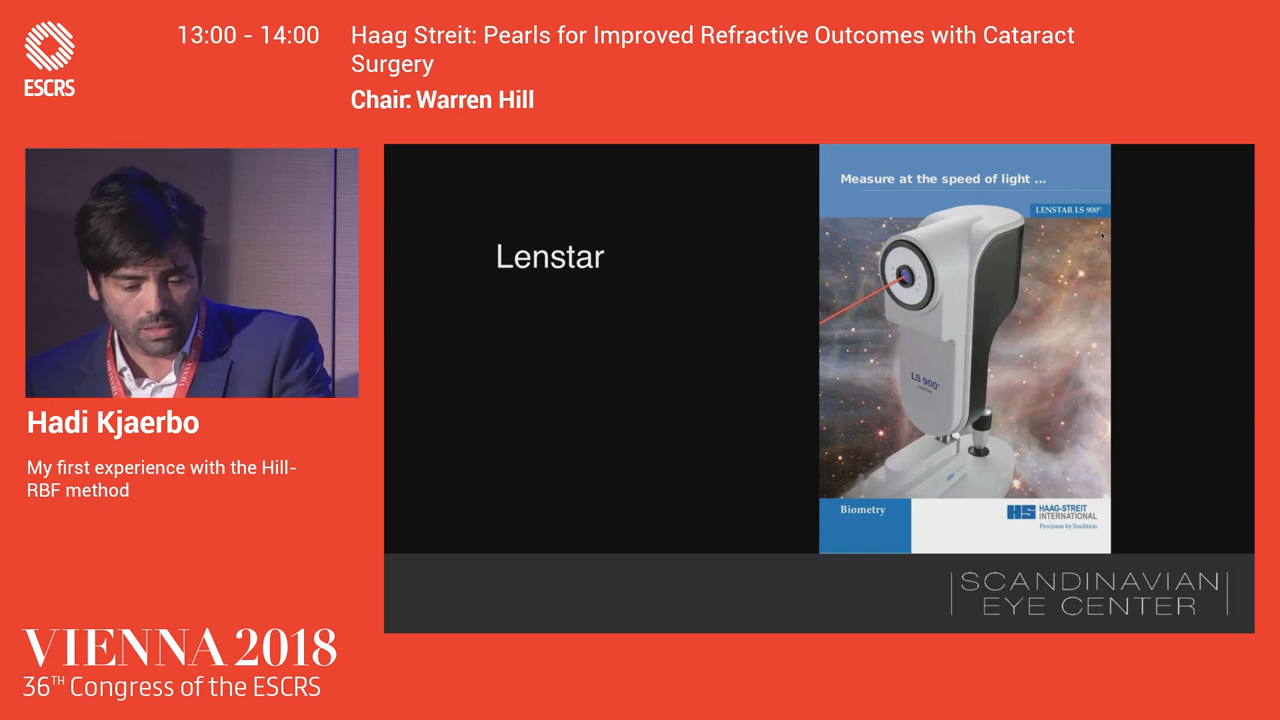 ESCRS
13:00 - 14:00
Haag Streit: Pearls for Improved Refractive Outcomes with Cataract
Surgery
Chair: Warren Hill
Hadi Kjaerbo
My first experience with the Hill-
RBF method
VIENNA 2018
36TH Congress of the ESCRS
Lenstar
Measure at the speed of light ...
LENSTAR LS 900®
LS 900®
Biometry
HS HAAG-STREIT
INTERNATIONAL
Precision by Tradition
SCANDINAVIAN
EYE CENTER
VIENNA